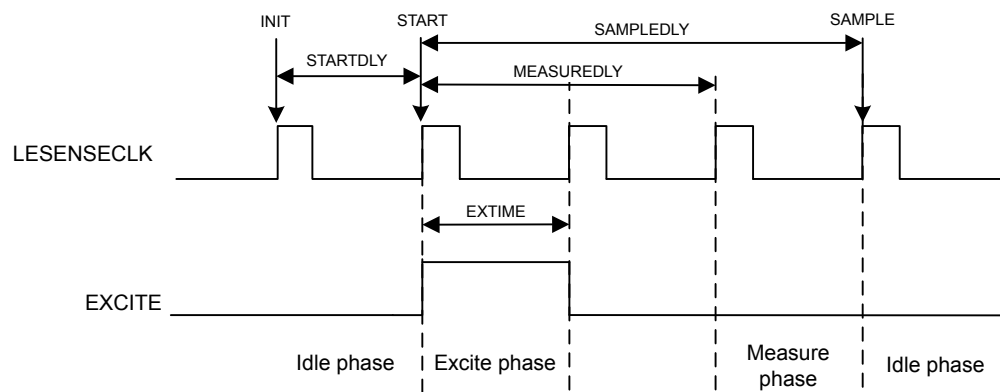 INIT
START
SAMPLE
SAMPLEDLY
STARTDLY
MEASUREDLY
LESENSECLK
EXTIME
EXCITE
Idle phase
Excite phase
Measure
phase
Idle phase